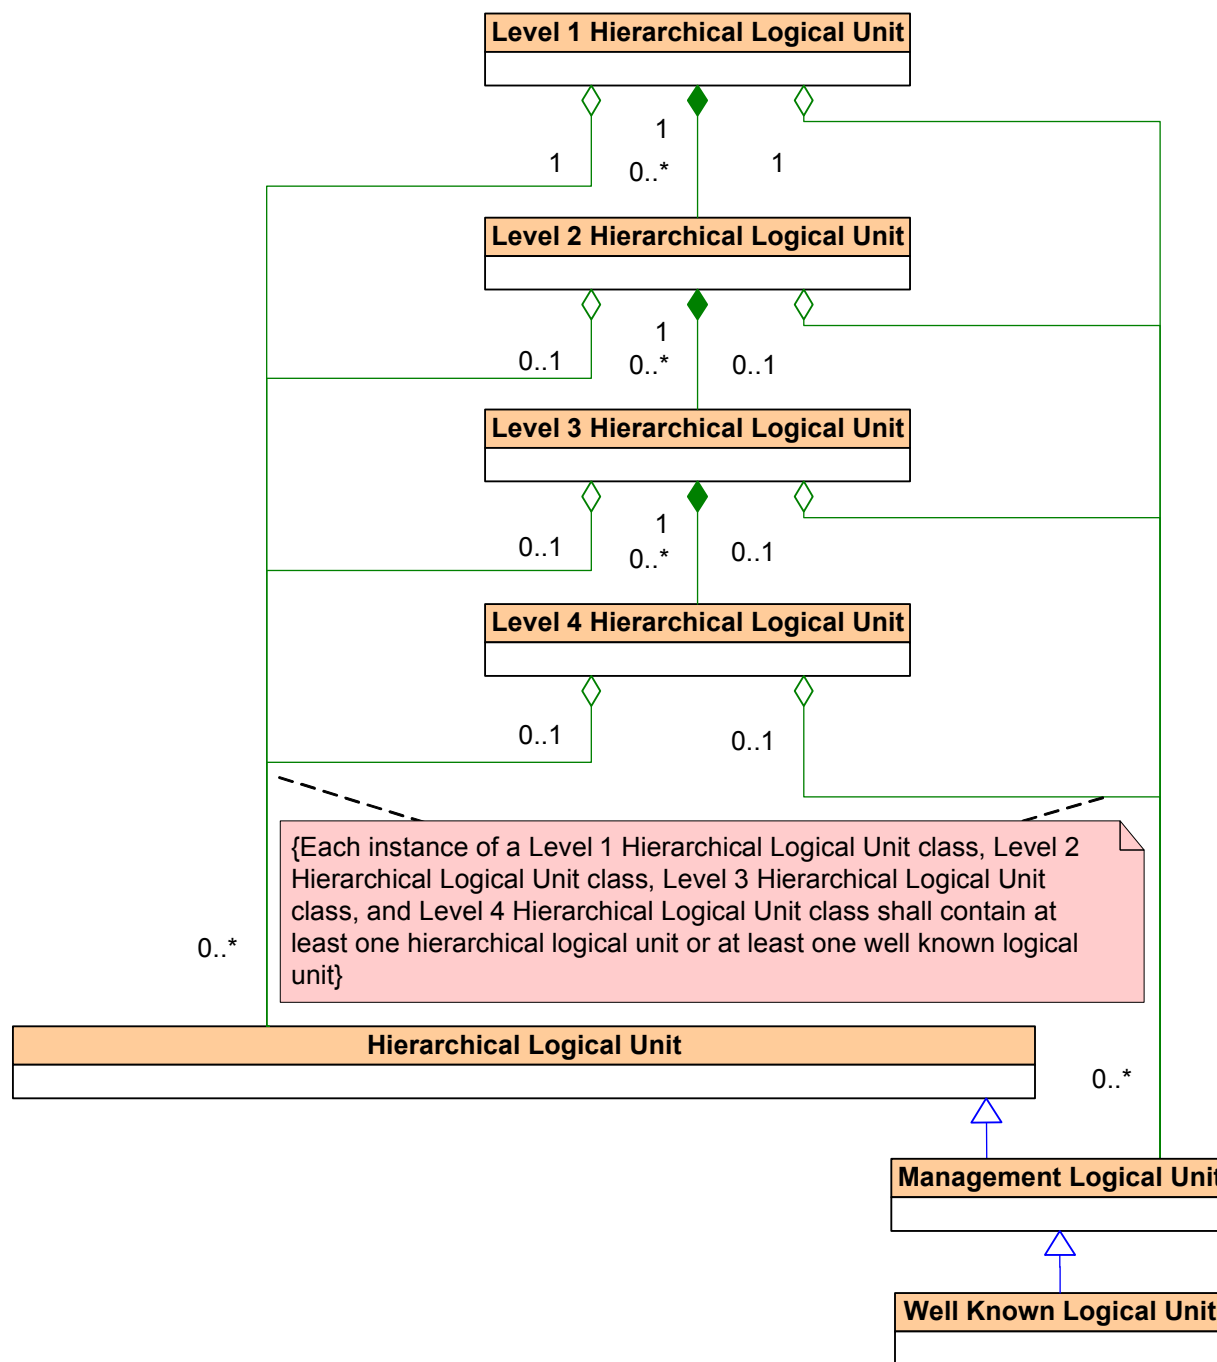 Level 1 Hierarchical Logical Unit
1
1
0..*
1
Level 2 Hierarchical Logical Unit
1
0..1
0..*
0..1
Level 3 Hierarchical Logical Unit
1
0..1
0..*
0..1
Level 4 Hierarchical Logical Unit
0..1
0..1
{Each instance of a Level 1 Hierarchical Logical Unit class, Level 2
Hierarchical Logical Unit class, Level 3 Hierarchical Logical Unit
class, and Level 4 Hierarchical Logical Unit class shall contain at
least one hierarchical logical unit or at least one well known logical
unit}
0..*
Hierarchical Logical Unit
0..*
Management Logical Unit
Well Known Logical Unit